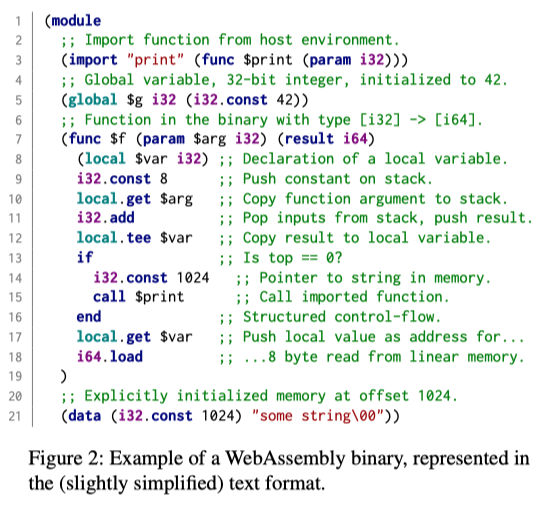 1 (module
2 ;; Import function from host environment.
3 (import "print" (func $print (param i32)))
4 ;; Global variable, 32-bit integer, initialized to 42.
5 (global $g i32 (i32.const 42))
6 ;; Function in the binary with type [i32] -> [i64].
7 (func $f (param $arg i32) (result i64)
8 (local $var i32) ;; Declaration of a local variable.
9 i32.const 8 ;; Push constant on stack.
10 local.get $arg ;; Copy function argument to stack.
11 i32.add ;; Pop inputs from stack, push result.
12 local.tee $var ;; Copy result to local variable.
13 if ;; Is top == 0?
14 i32.const 1024 ;; Pointer to string in memory.
15 call $print ;; Call imported function.
16 end ;; Structured control-flow.
17 local.get $var ;; Push local value as address for...
18 i64.load ;; ...8 byte read from linear memory.
19 )
20 ;; Explicitly initialized memory at offset 1024.
21 (data (i32.const 1024) "some string\00"))
Figure 2: Example of a WebAssembly binary, represented in
the (slightly simplified) text format.